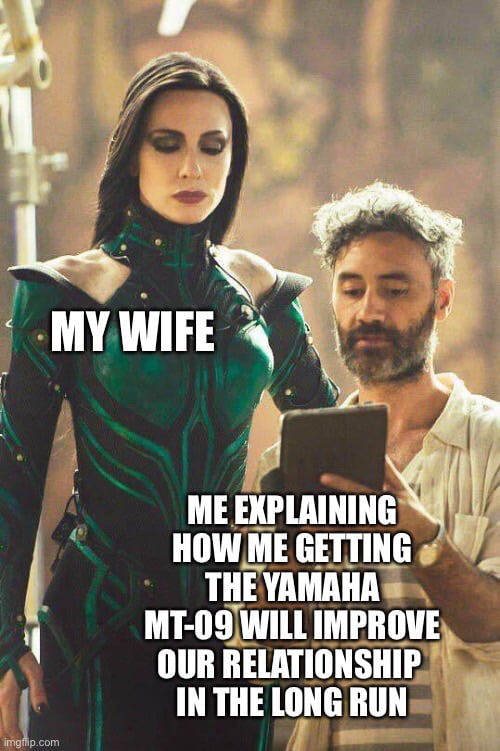 MY WIFE
ME EXPLAINING
HOW ME GETTING
THE YAMAHA
MT-09 WILL IMPROVE
OUR RELATIONSHIP
IN THE LONG RUN
imgflip.com